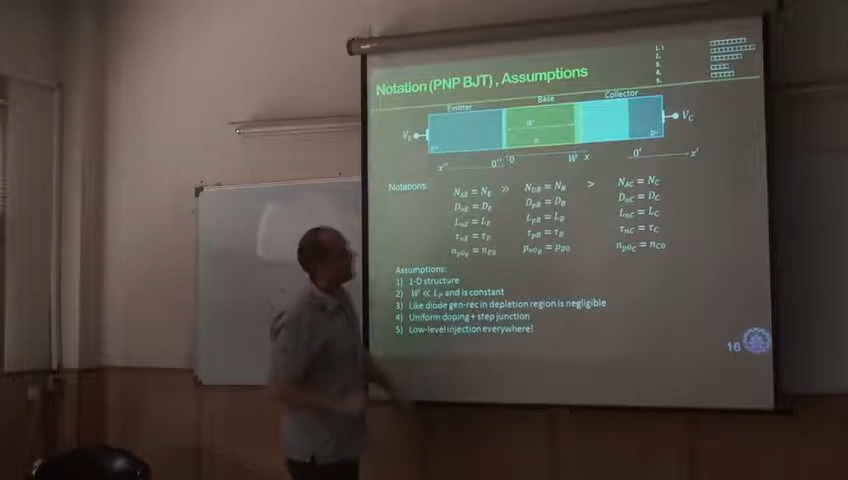 Notation (PNP BJT), Assumptions
Emitter
Base
Collector
V_E
W
n
P-
V_C
x'' 0'' 0 W x 0' x'
Notations:
N_AE = N_E ≫ N_DB = N_B > N_AC = N_C
D_nE = D_E D_pB = D_B D_nC = D_C
L_nE = L_E L_pB = L_B L_nC = L_C
τ_nE = τ_E τ_pB = τ_B τ_nC = τ_C
n_p0E = n_E0 p_n0B = p_B0 n_p0C = n_C0
Assumptions:
1) 1-D structure
2) W ≪ L_P and is constant
3) Like diode gen-rec in depletion region is negligible
4) Uniform doping + step junction
5) Low-level injection everywhere!
16